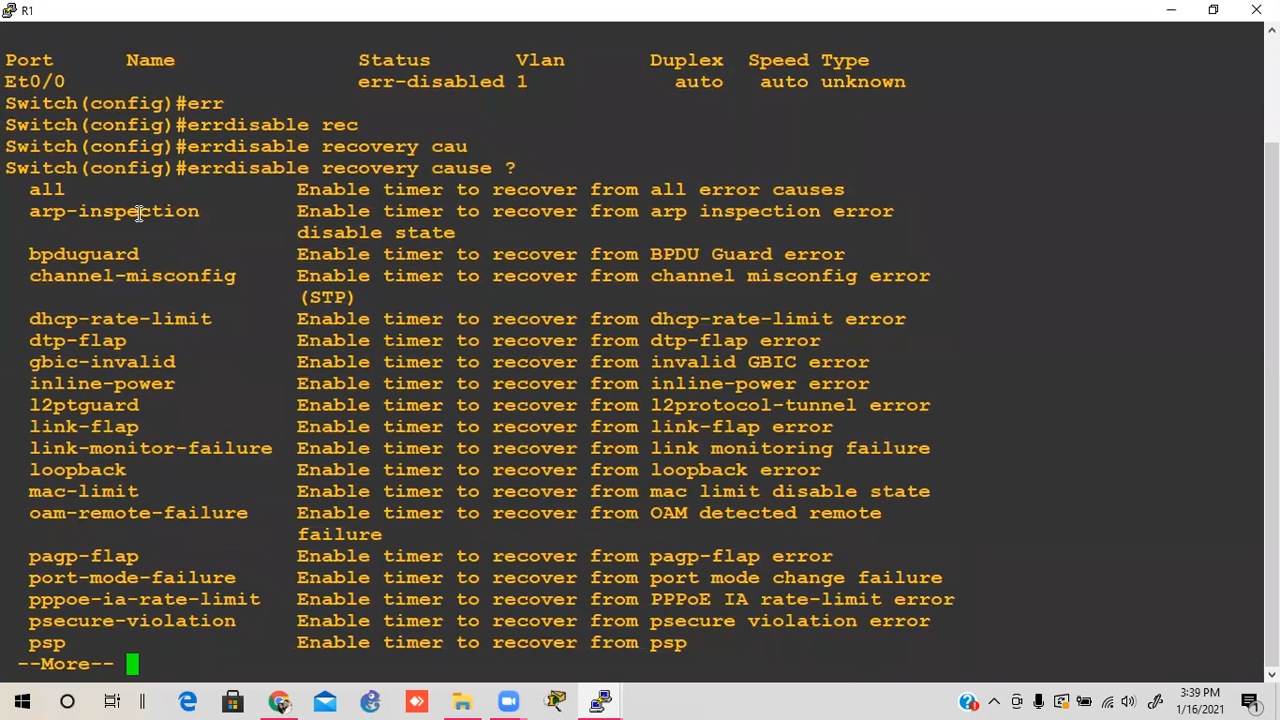 R1
Port Name Status Vlan Duplex Speed Type
Et0/0 err-disabled 1 auto auto unknown
Switch(config)#err
Switch(config)#errdisable rec
Switch(config)#errdisable recovery cau
Switch(config)#errdisable recovery cause ?
all Enable timer to recover from all error causes
arp-inspection Enable timer to recover from arp inspection error
disable state
bpduguard Enable timer to recover from BPDU Guard error
channel-misconfig Enable timer to recover from channel misconfig error
(STP)
dhcp-rate-limit Enable timer to recover from dhcp-rate-limit error
dtp-flap Enable timer to recover from dtp-flap error
gbic-invalid Enable timer to recover from invalid GBIC error
inline-power Enable timer to recover from inline-power error
l2ptguard Enable timer to recover from l2protocol-tunnel error
link-flap Enable timer to recover from link-flap error
link-monitor-failure Enable timer to recover from link monitoring failure
loopback Enable timer to recover from loopback error
mac-limit Enable timer to recover from mac limit disable state
oam-remote-failure Enable timer to recover from OAM detected remote
failure
pagp-flap Enable timer to recover from pagp-flap error
port-mode-failure Enable timer to recover from port mode change failure
pppoe-ia-rate-limit Enable timer to recover from PPPoE IA rate-limit error
psecure-violation Enable timer to recover from psecure violation error
psp Enable timer to recover from psp
--More--
3:39 PM
1/16/2021